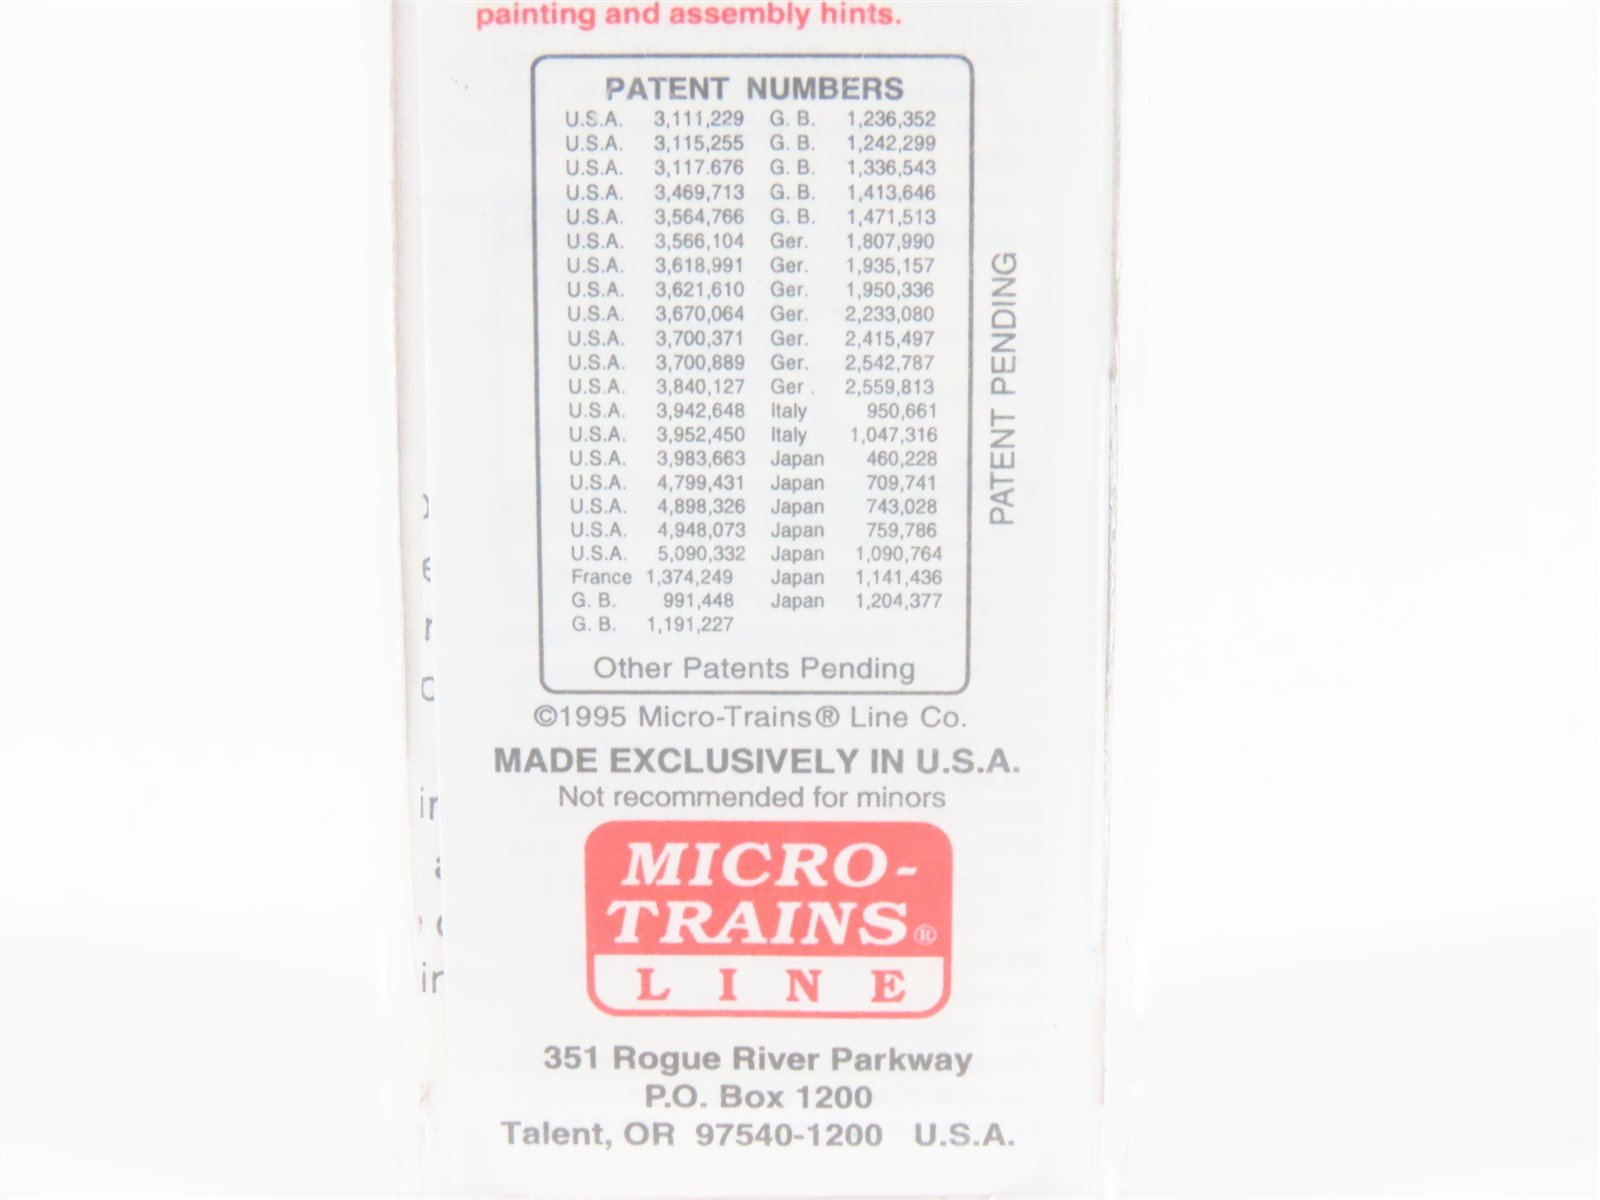 painting and assembly hints.
PATENT NUMBERS
U.S.A. 3,111,229 G. B. 1,236,352
U.S.A. 3,115,255 G. B. 1,242,299
U.S.A. 3,117.676 G. B. 1,336,543
U.S.A. 3,469,713 G. B. 1,413,646
U.S.A. 3,564,766 G. B. 1,471,513
U.S.A. 3,566,104 Ger. 1,807,990
U.S.A. 3,618,991 Ger. 1,935,157
U.S.A. 3,621,610 Ger. 1,950,336
U.S.A. 3,670,064 Ger. 2,233,080
U.S.A. 3,700,371 Ger. 2,415,497
U.S.A. 3,700,889 Ger. 2,542,787
U.S.A. 3,840,127 Ger . 2,559,813
U.S.A. 3,942,648 Italy 950,661
U.S.A. 3,952,450 Italy 1,047,316
U.S.A. 3,983,663 Japan 460,228
U.S.A. 4,799,431 Japan 709,741
U.S.A. 4,898,326 Japan 743,028
U.S.A. 4,948,073 Japan 759,786
U.S.A. 5,090,332 Japan 1,090,764
France 1,374,249 Japan 1,141,436
G. B. 991,448 Japan 1,204,377
G. B. 1,191,227
Other Patents Pending
PATENT PENDING
©1995 Micro-Trains® Line Co.
MADE EXCLUSIVELY IN U.S.A.
Not recommended for minors
MICRO-
TRAINS®
LINE
351 Rogue River Parkway
P.O. Box 1200
Talent, OR 97540-1200 U.S.A.